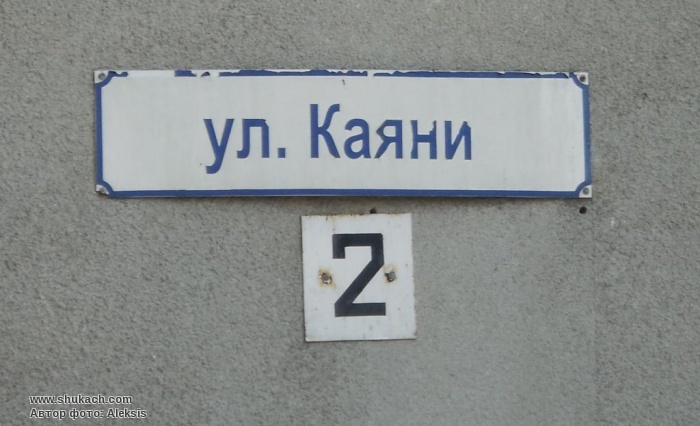 ул. Каяни
2
www.shukach.com
Автор фото: Aleksis